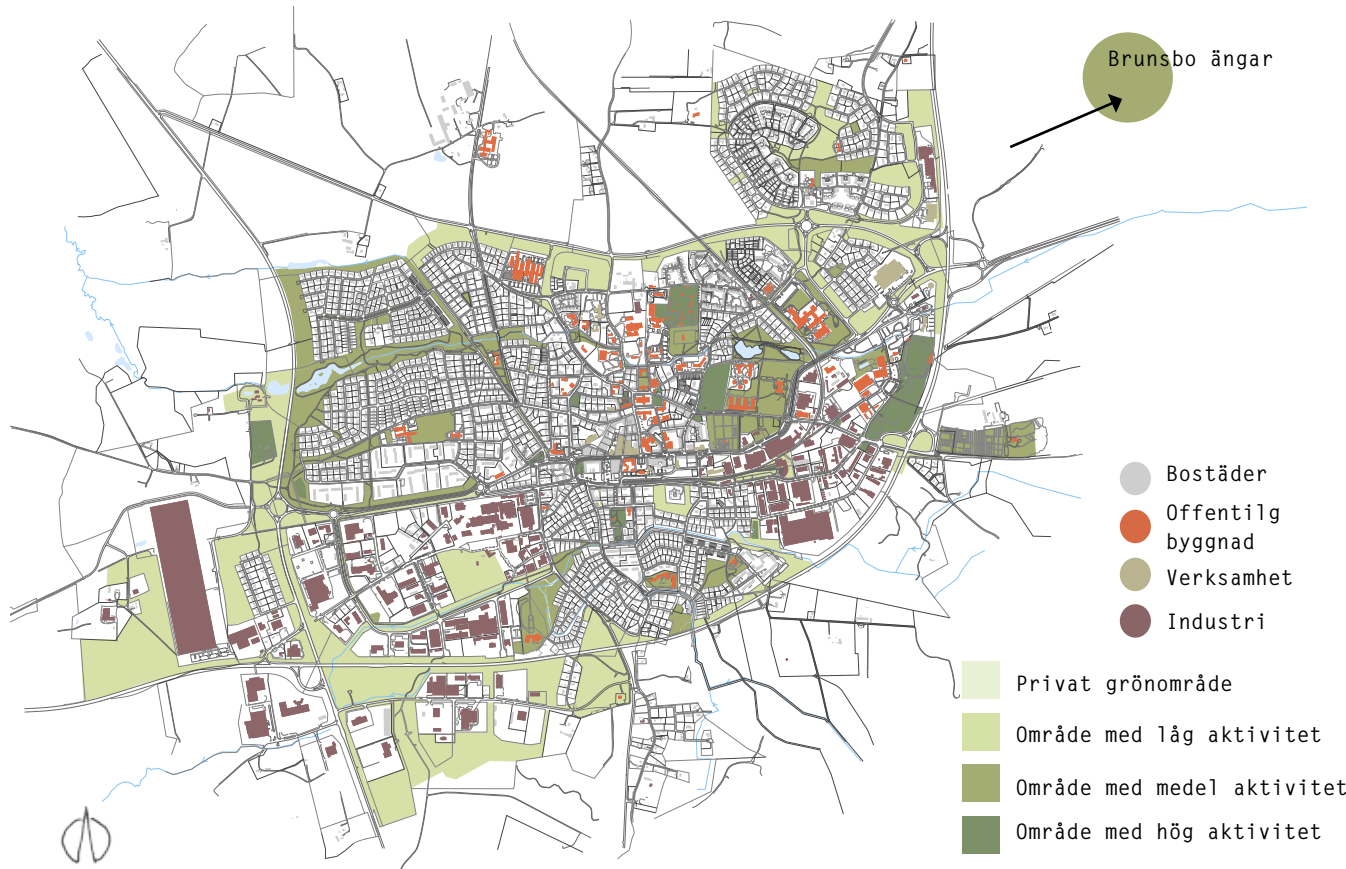 Brunsbo ängar
Bostäder
Offentilg
byggnad
Verksamhet
Industri
Privat grönområde
Område med låg aktivitet
Område med medel aktivitet
Område med hög aktivitet